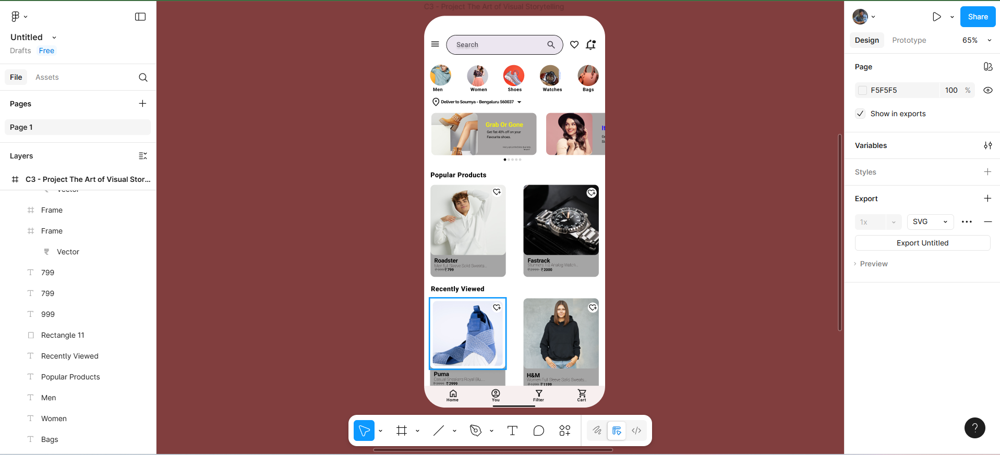 Untitled
Drafts Free
File Assets
Pages
Page 1
Layers
C3 - Project The Art of Visual Stor...
Vector
Frame
Frame
Vector
799
799
999
Rectangle 11
Recently Viewed
Popular Products
Men
Women
Bags
C3 - Project The Art of Visual Storytelling
Search
Men Women Shoes Watches Bags
Deliver to Soumya - Bengaluru 560037
Grab Or Gone
Get flat 40% off on your
Favourite shoes.
It
Ge
St
Popular Products
Roadster
Men full Sleeve Solid Sweata...
₹999 ₹799
Fastrack
Stunners 1.0 Analog Watch...
₹2999 ₹2000
Recently Viewed
Puma
Casual Sneakers Royal Blu...
₹3999 ₹2999
H&M
Women Full Sleeve Solid Sweats...
₹1299 ₹1199
Home You Filter Cart
Share
Design Prototype 65%
Page
F5F5F5 100 %
Show in exports
Variables
Styles
Export
1x SVG
Export Untitled
Preview
?